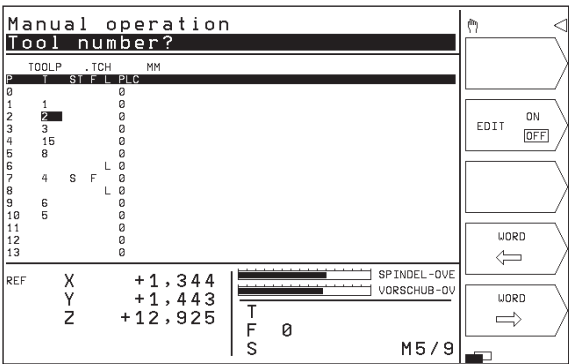 Manual operation
Tool number?
TOOLP .TCH MM
P T ST F L PLC
0 0
1 1 0
2 2 0
3 3 0
4 15 0
5 8 0
6 L 0
7 4 S F 0
8 L 0
9 6 0
10 5 0
11 0
12 0
13 0
REF X +1,344
Y +1,443
Z +12,925
SPINDEL-OVE
VORSCHUB-OV
T
F 0
S M5/9
EDIT ON
OFF
WORD
WORD